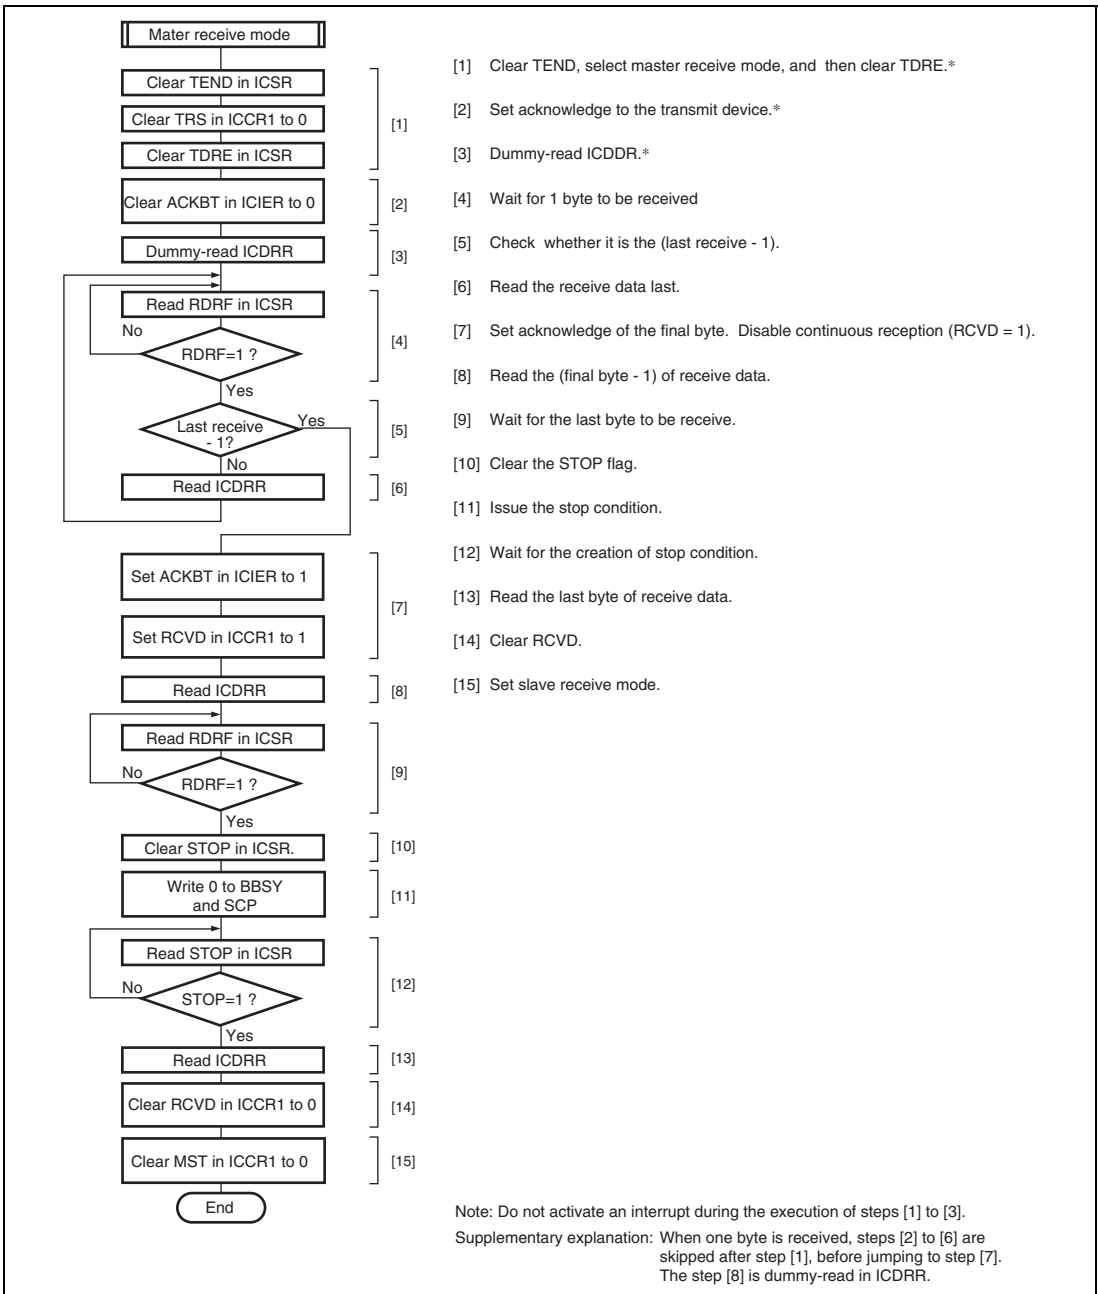 Mater receive mode
Clear TEND in ICSR
Clear TRS in ICCR1 to 0
Clear TDRE in ICSR
[1]
Clear ACKBT in ICIER to 0
[2]
Dummy-read ICDRR
[3]
Read RDRF in ICSR
No
RDRF=1 ?
[4]
Yes
Last receive
- 1?
Yes
[5]
No
Read ICDRR
[6]
Set ACKBT in ICIER to 1
[7]
Set RCVD in ICCR1 to 1
Read ICDRR
[8]
Read RDRF in ICSR
No
RDRF=1 ?
[9]
Yes
Clear STOP in ICSR.
[10]
Write 0 to BBSY
and SCP
[11]
Read STOP in ICSR
No
STOP=1 ?
[12]
Yes
Read ICDRR
[13]
Clear RCVD in ICCR1 to 0
[14]
Clear MST in ICCR1 to 0
[15]
End
[1] Clear TEND, select master receive mode, and then clear TDRE.*
[2] Set acknowledge to the transmit device.*
[3] Dummy-read ICDDR.*
[4] Wait for 1 byte to be received
[5] Check whether it is the (last receive - 1).
[6] Read the receive data last.
[7] Set acknowledge of the final byte. Disable continuous reception (RCVD = 1).
[8] Read the (final byte - 1) of receive data.
[9] Wait for the last byte to be receive.
[10] Clear the STOP flag.
[11] Issue the stop condition.
[12] Wait for the creation of stop condition.
[13] Read the last byte of receive data.
[14] Clear RCVD.
[15] Set slave receive mode.
Note: Do not activate an interrupt during the execution of steps [1] to [3].
Supplementary explanation: When one byte is received, steps [2] to [6] are
skipped after step [1], before jumping to step [7].
The step [8] is dummy-read in ICDRR.